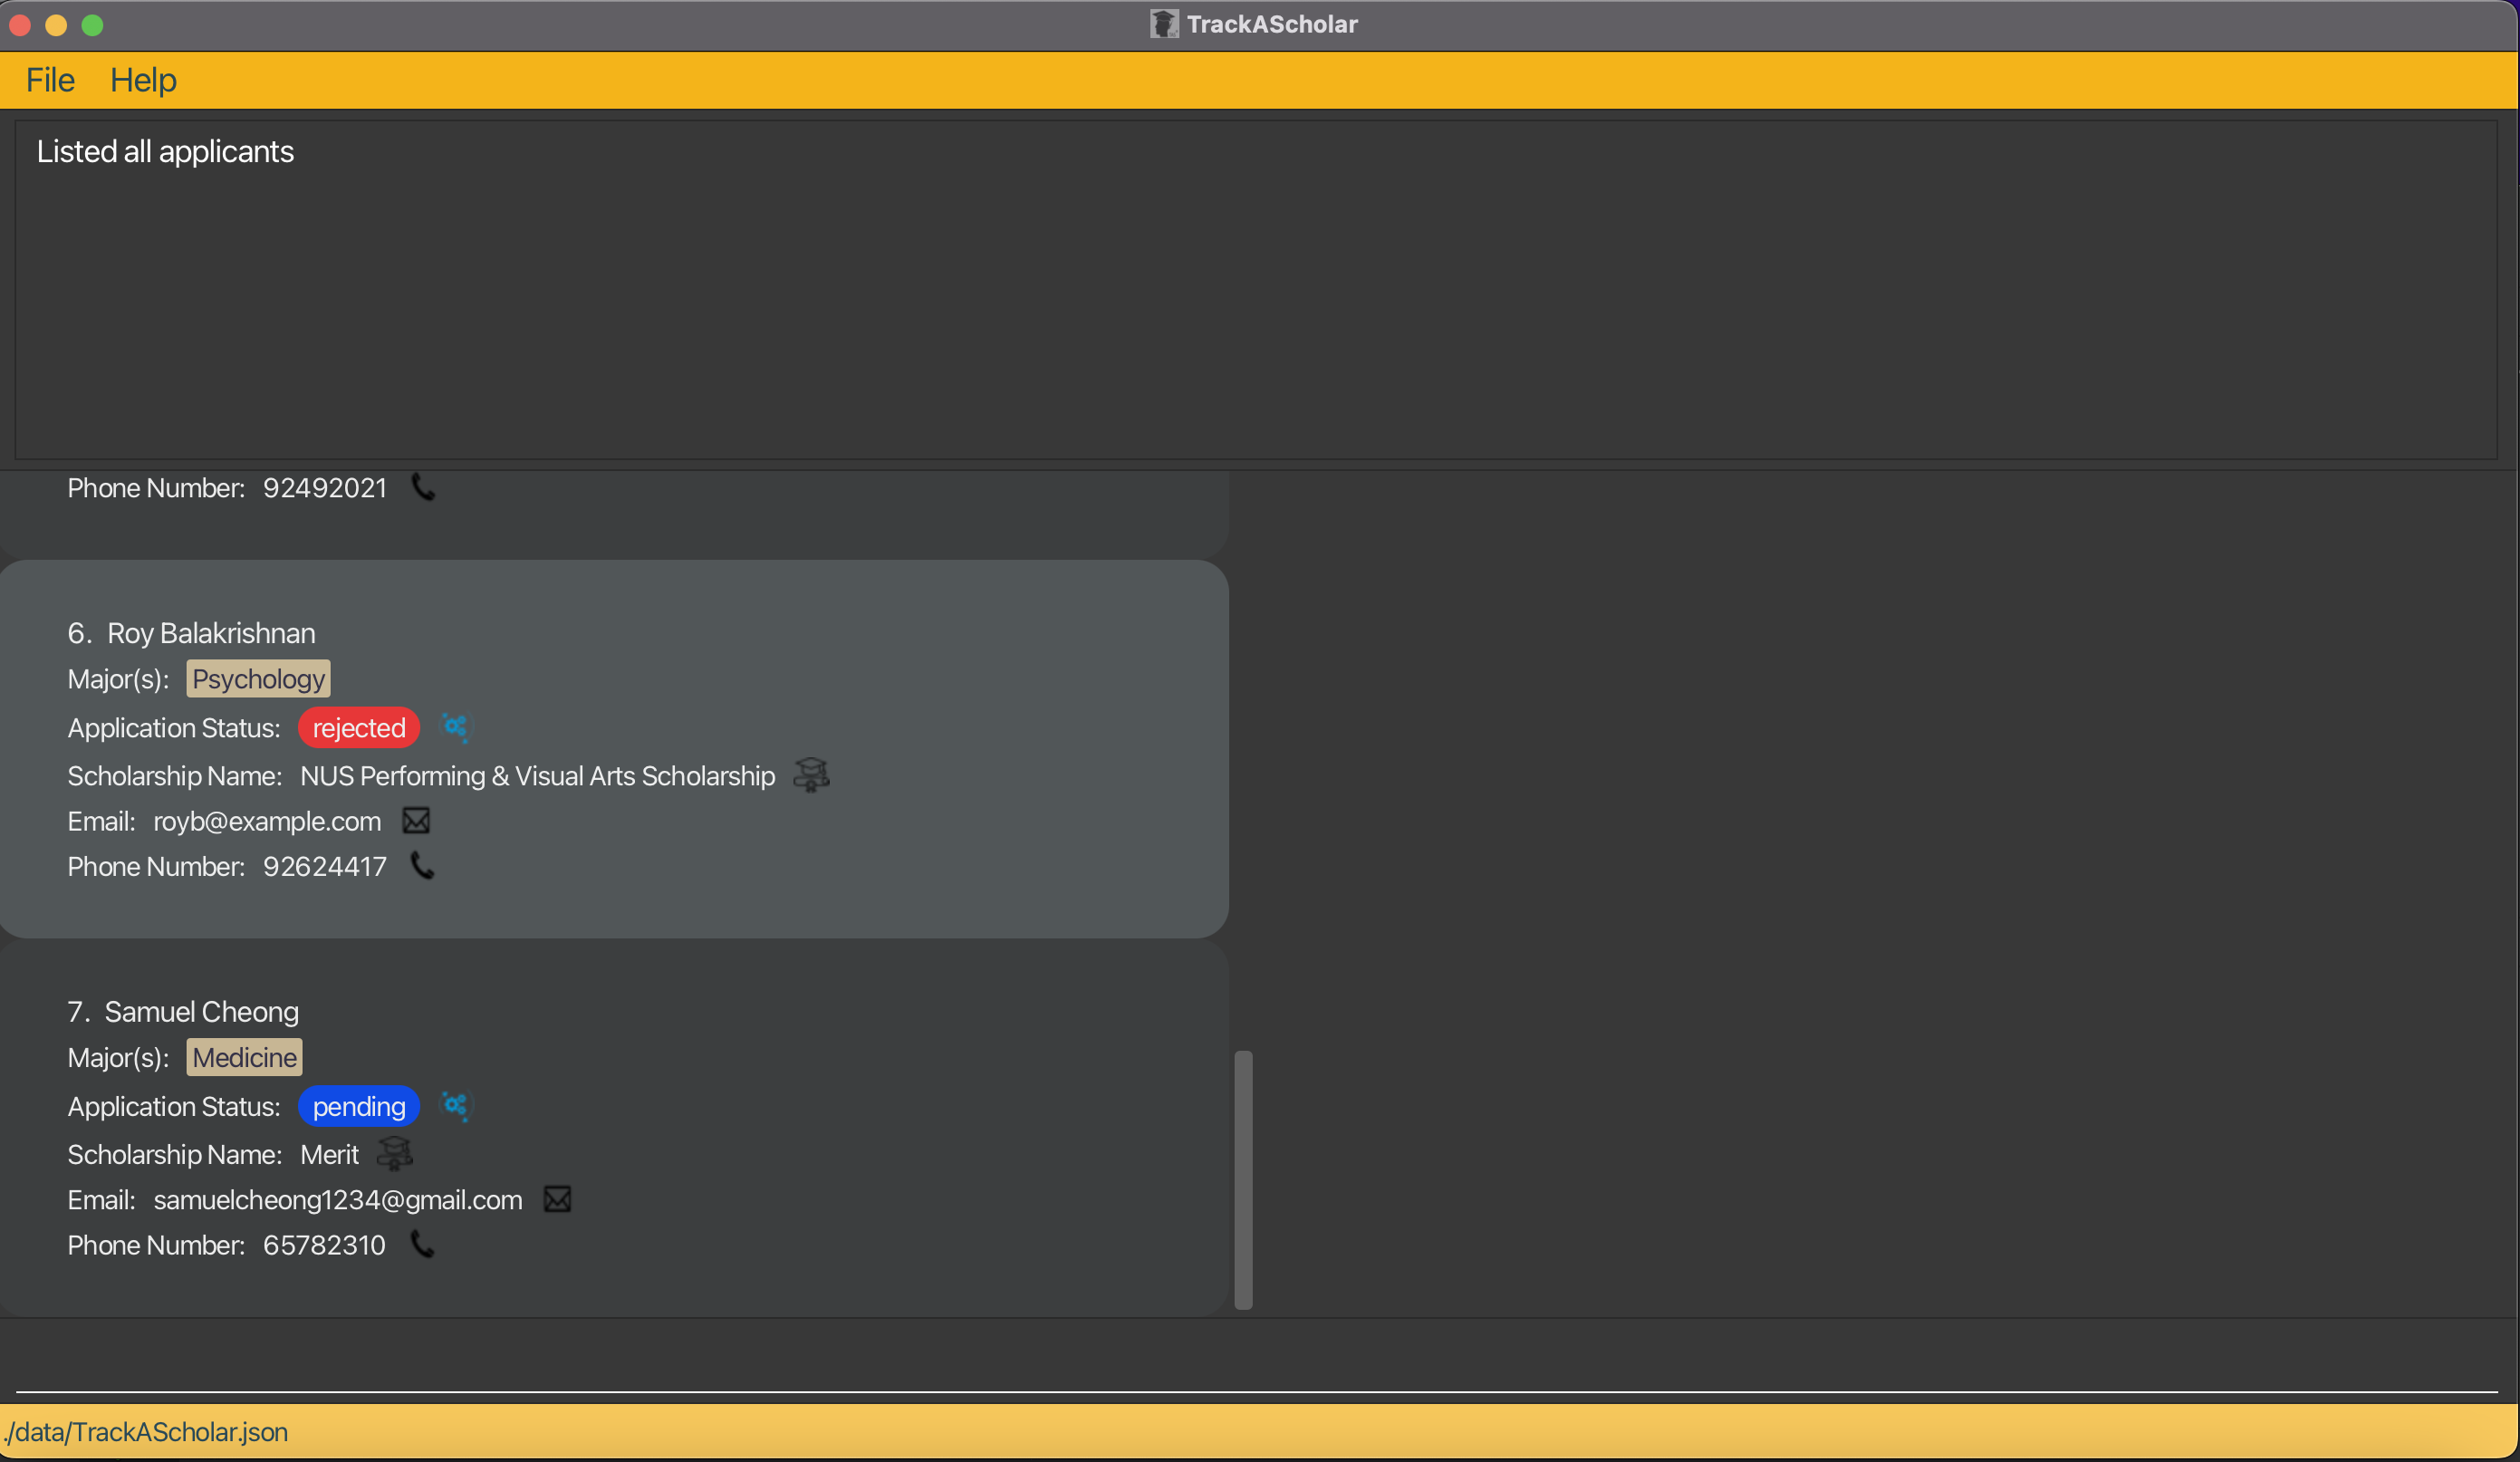 TrackAScholar
File Help
Listed all applicants
Phone Number: 92492021
6. Roy Balakrishnan
Major(s): Psychology
Application Status: rejected
Scholarship Name: NUS Performing & Visual Arts Scholarship
Email: royb@example.com
Phone Number: 92624417
7. Samuel Cheong
Major(s): Medicine
Application Status: pending
Scholarship Name: Merit
Email: samuelcheong1234@gmail.com
Phone Number: 65782310
./data/TrackAScholar.json